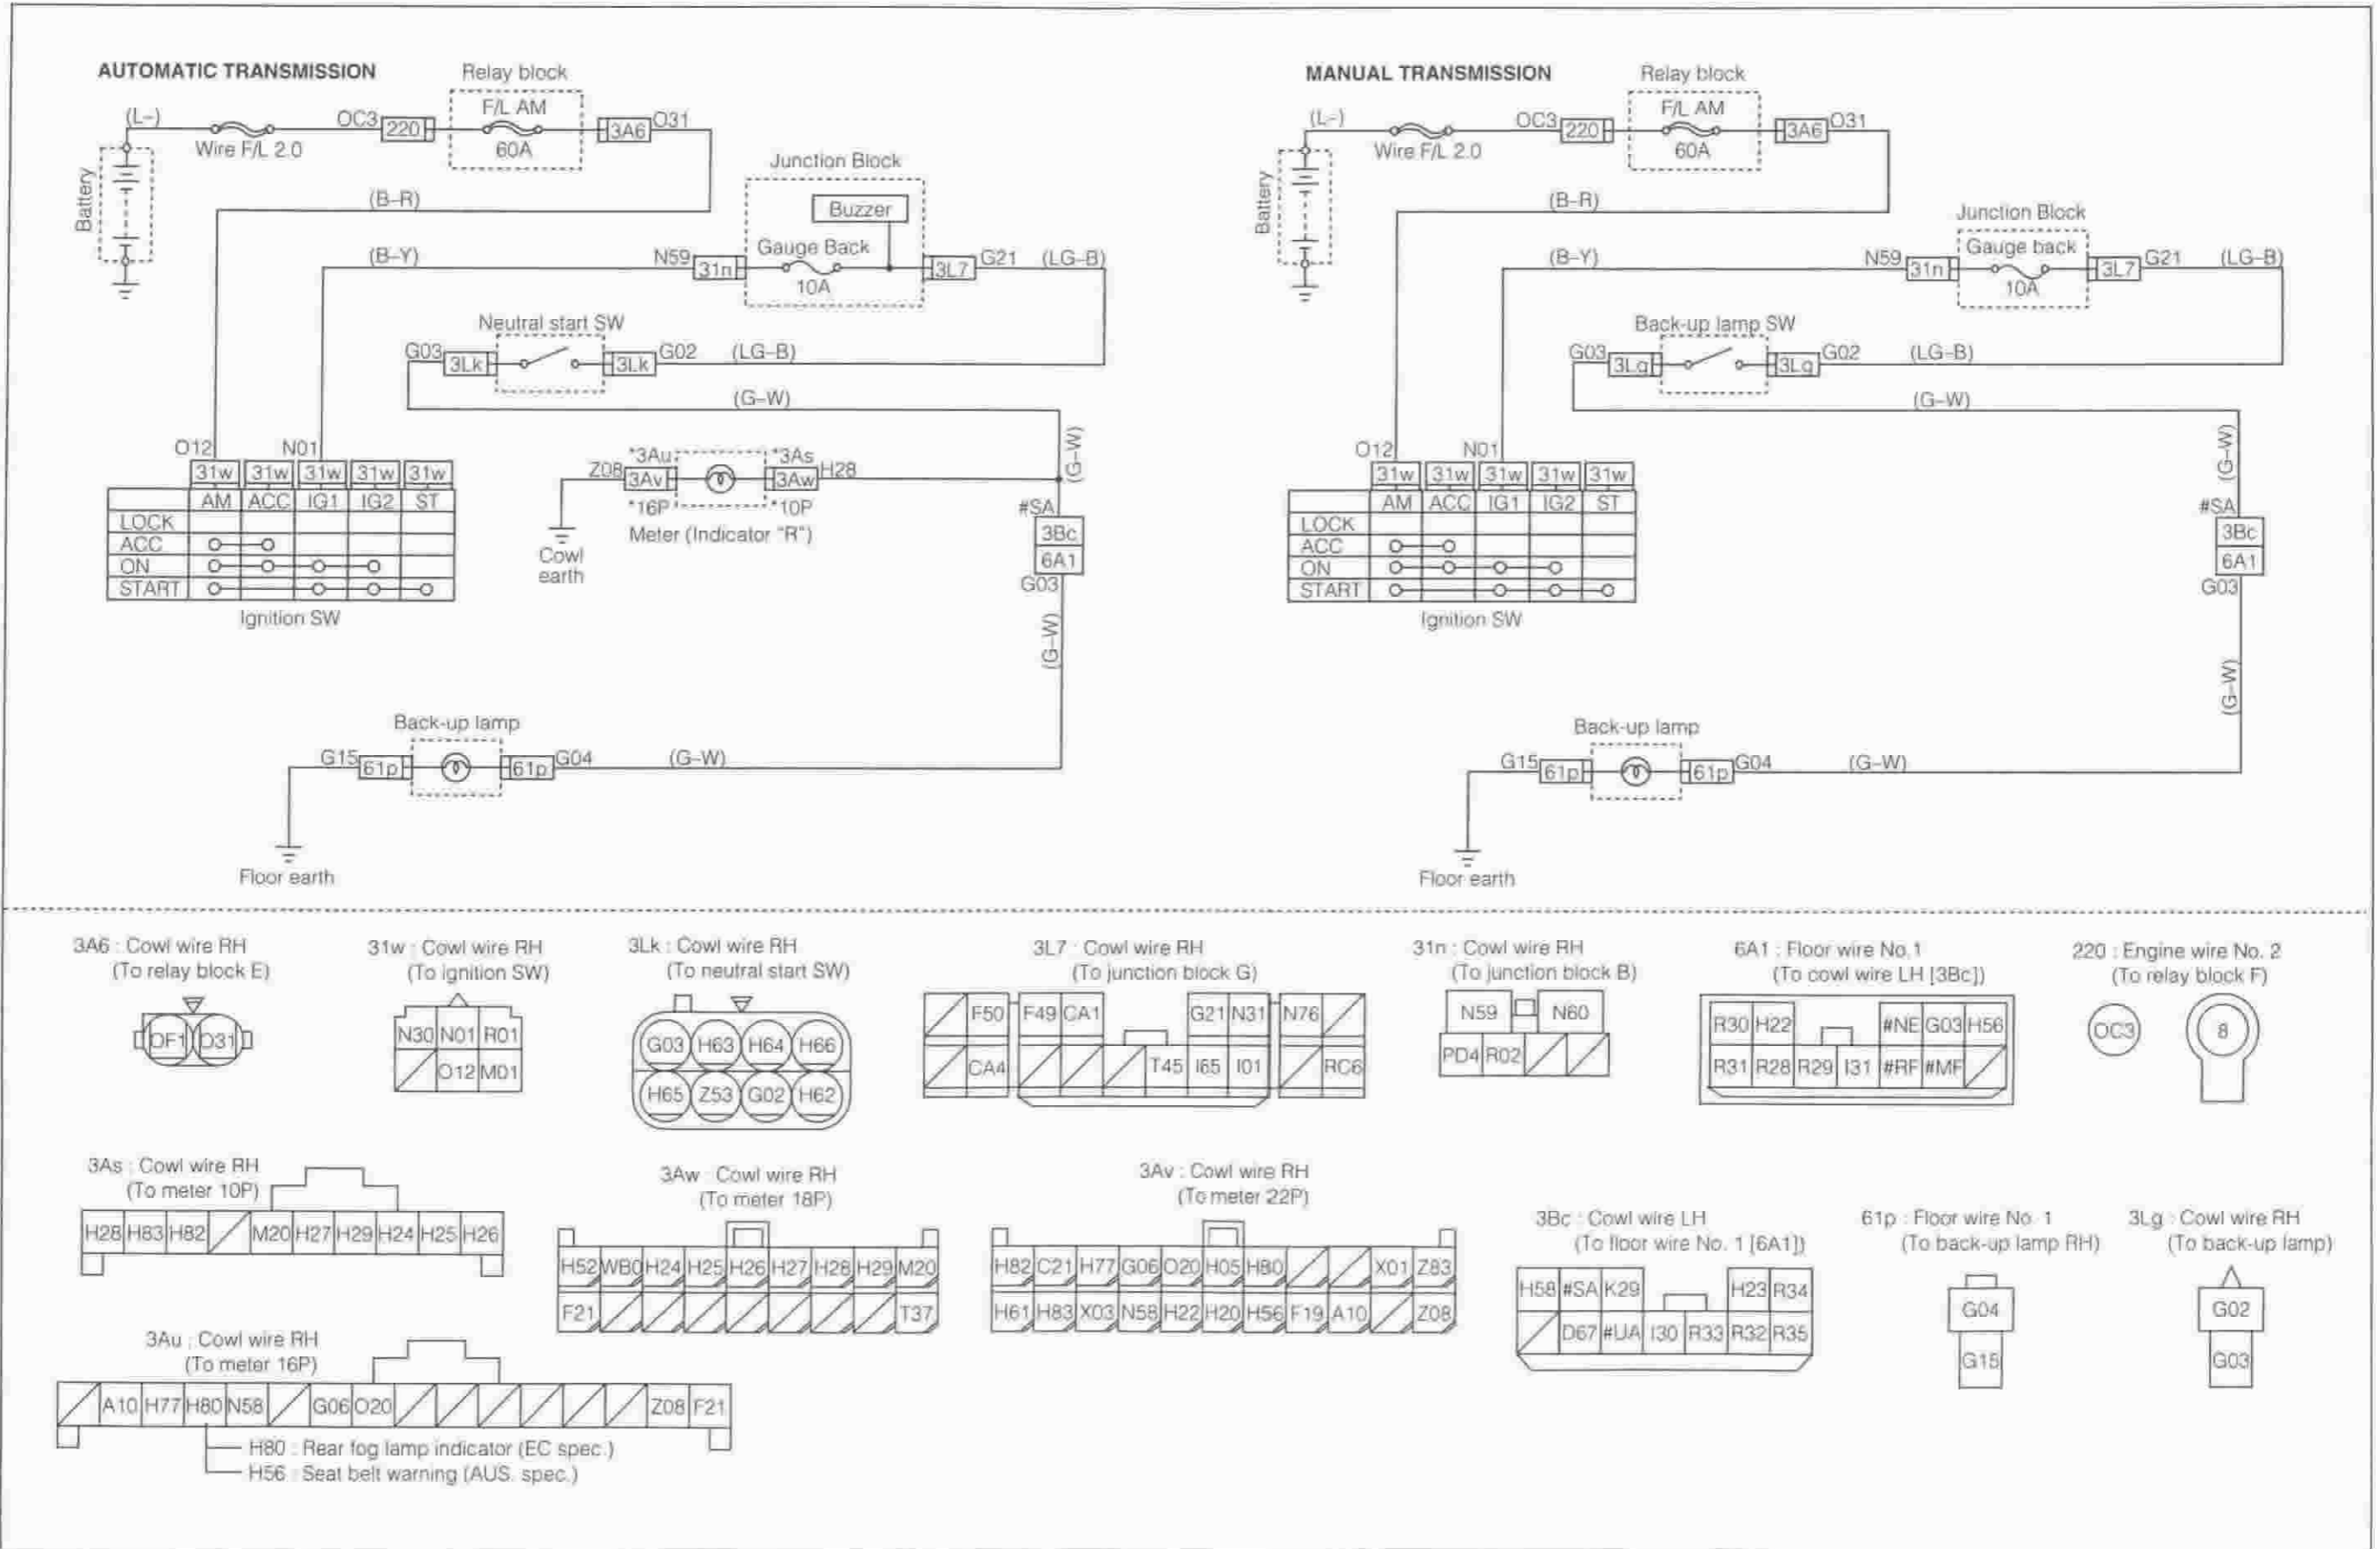 AUTOMATIC TRANSMISSION
Relay block
F/L AM
60A
(L-)
Wire F/L 2.0
OC3
220
3A6
O31
Battery
(B-R)
Junction Block
Buzzer
Gauge Back
10A
(B-Y)
N59
31n
3L7
G21
(LG-B)
Neutral start SW
G03
3Lk
3Lk
G02
(LG-B)
(G-W)
(G-W)
O12
N01
31w 31w 31w 31w 31w
AM ACC IG1 IG2 ST
LOCK
ACC
ON
START
Ignition SW
Z08
*3Au
3Av
*16P
*3As
3Aw
*10P
H28
Meter (Indicator "R")
Cowl
earth
#SA
3Bc
6A1
G03
(G-W)
Back-up lamp
G15
61p
61p
G04
(G-W)
Floor earth
MANUAL TRANSMISSION
Relay block
F/L AM
60A
(L-)
Wire F/L 2.0
OC3
220
3A6
O31
Battery
(B-R)
Junction Block
Gauge back
10A
(B-Y)
N59
31n
3L7
G21
(LG-B)
Back-up lamp SW
G03
3Lg
3Lg
G02
(LG-B)
(G-W)
(G-W)
O12
N01
31w 31w 31w 31w 31w
AM ACC IG1 IG2 ST
LOCK
ACC
ON
START
Ignition SW
#SA
3Bc
6A1
G03
(G-W)
Back-up lamp
G15
61p
61p
G04
(G-W)
Floor earth
3A6 : Cowl wire RH
(To relay block E)
OF1 O31
31w : Cowl wire RH
(To ignition SW)
N30 N01 R01
O12 M01
3Lk : Cowl wire RH
(To neutral start SW)
G03 H63 H64 H66
H65 Z53 G02 H62
3L7 : Cowl wire RH
(To junction block G)
F50 F49 CA1 G21 N31 N76
CA4 T45 I65 I01 RC6
31n : Cowl wire RH
(To junction block B)
N59 N60
PD4 R02
6A1 : Floor wire No.1
(To cowl wire LH [3Bc])
R30 H22 #NE G03 H56
R31 R28 R29 I31 #RF #MF
220 : Engine wire No. 2
(To relay block F)
OC3 8
3As : Cowl wire RH
(To meter 10P)
H28 H83 H82 M20 H27 H29 H24 H25 H26
3Aw : Cowl wire RH
(To meter 18P)
H52 WB0 H24 H25 H26 H27 H28 H29 M20
F21 T37
3Av : Cowl wire RH
(To meter 22P)
H82 C21 H77 G06 O20 H05 H80 X01 Z83
H61 H83 X03 N58 H22 H20 H56 F19 A10 Z08
3Bc : Cowl wire LH
(To floor wire No. 1 [6A1])
H58 #SA K29 H23 R34
D67 #UA I30 R33 R32 R35
61p : Floor wire No. 1
(To back-up lamp RH)
G04
G15
3Lg : Cowl wire RH
(To back-up lamp)
G02
G03
3Au : Cowl wire RH
(To meter 16P)
A10 H77 H80 N58 G06 O20 Z08 F21
H80 : Rear fog lamp indicator (EC spec.)
H56 : Seat belt warning (AUS. spec.)